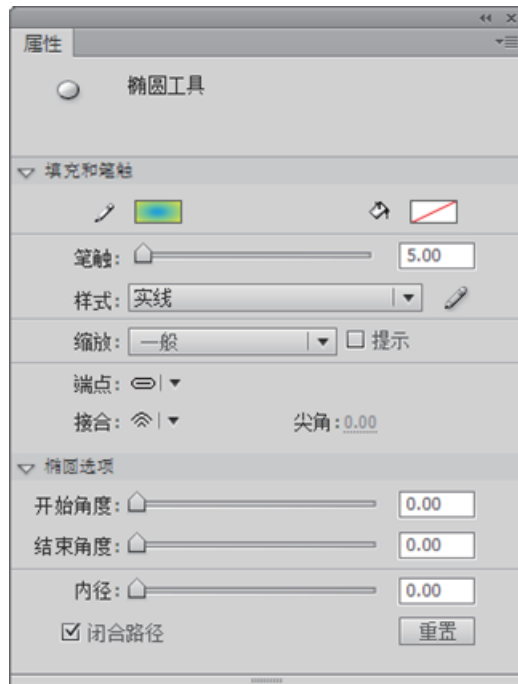 属性
椭圆工具
填充和笔触
笔触: 5.00
样式: 实线
缩放: 一般 提示
端点:
接合: 尖角: 0.00
椭圆选项
开始角度: 0.00
结束角度: 0.00
内径: 0.00
闭合路径 重置